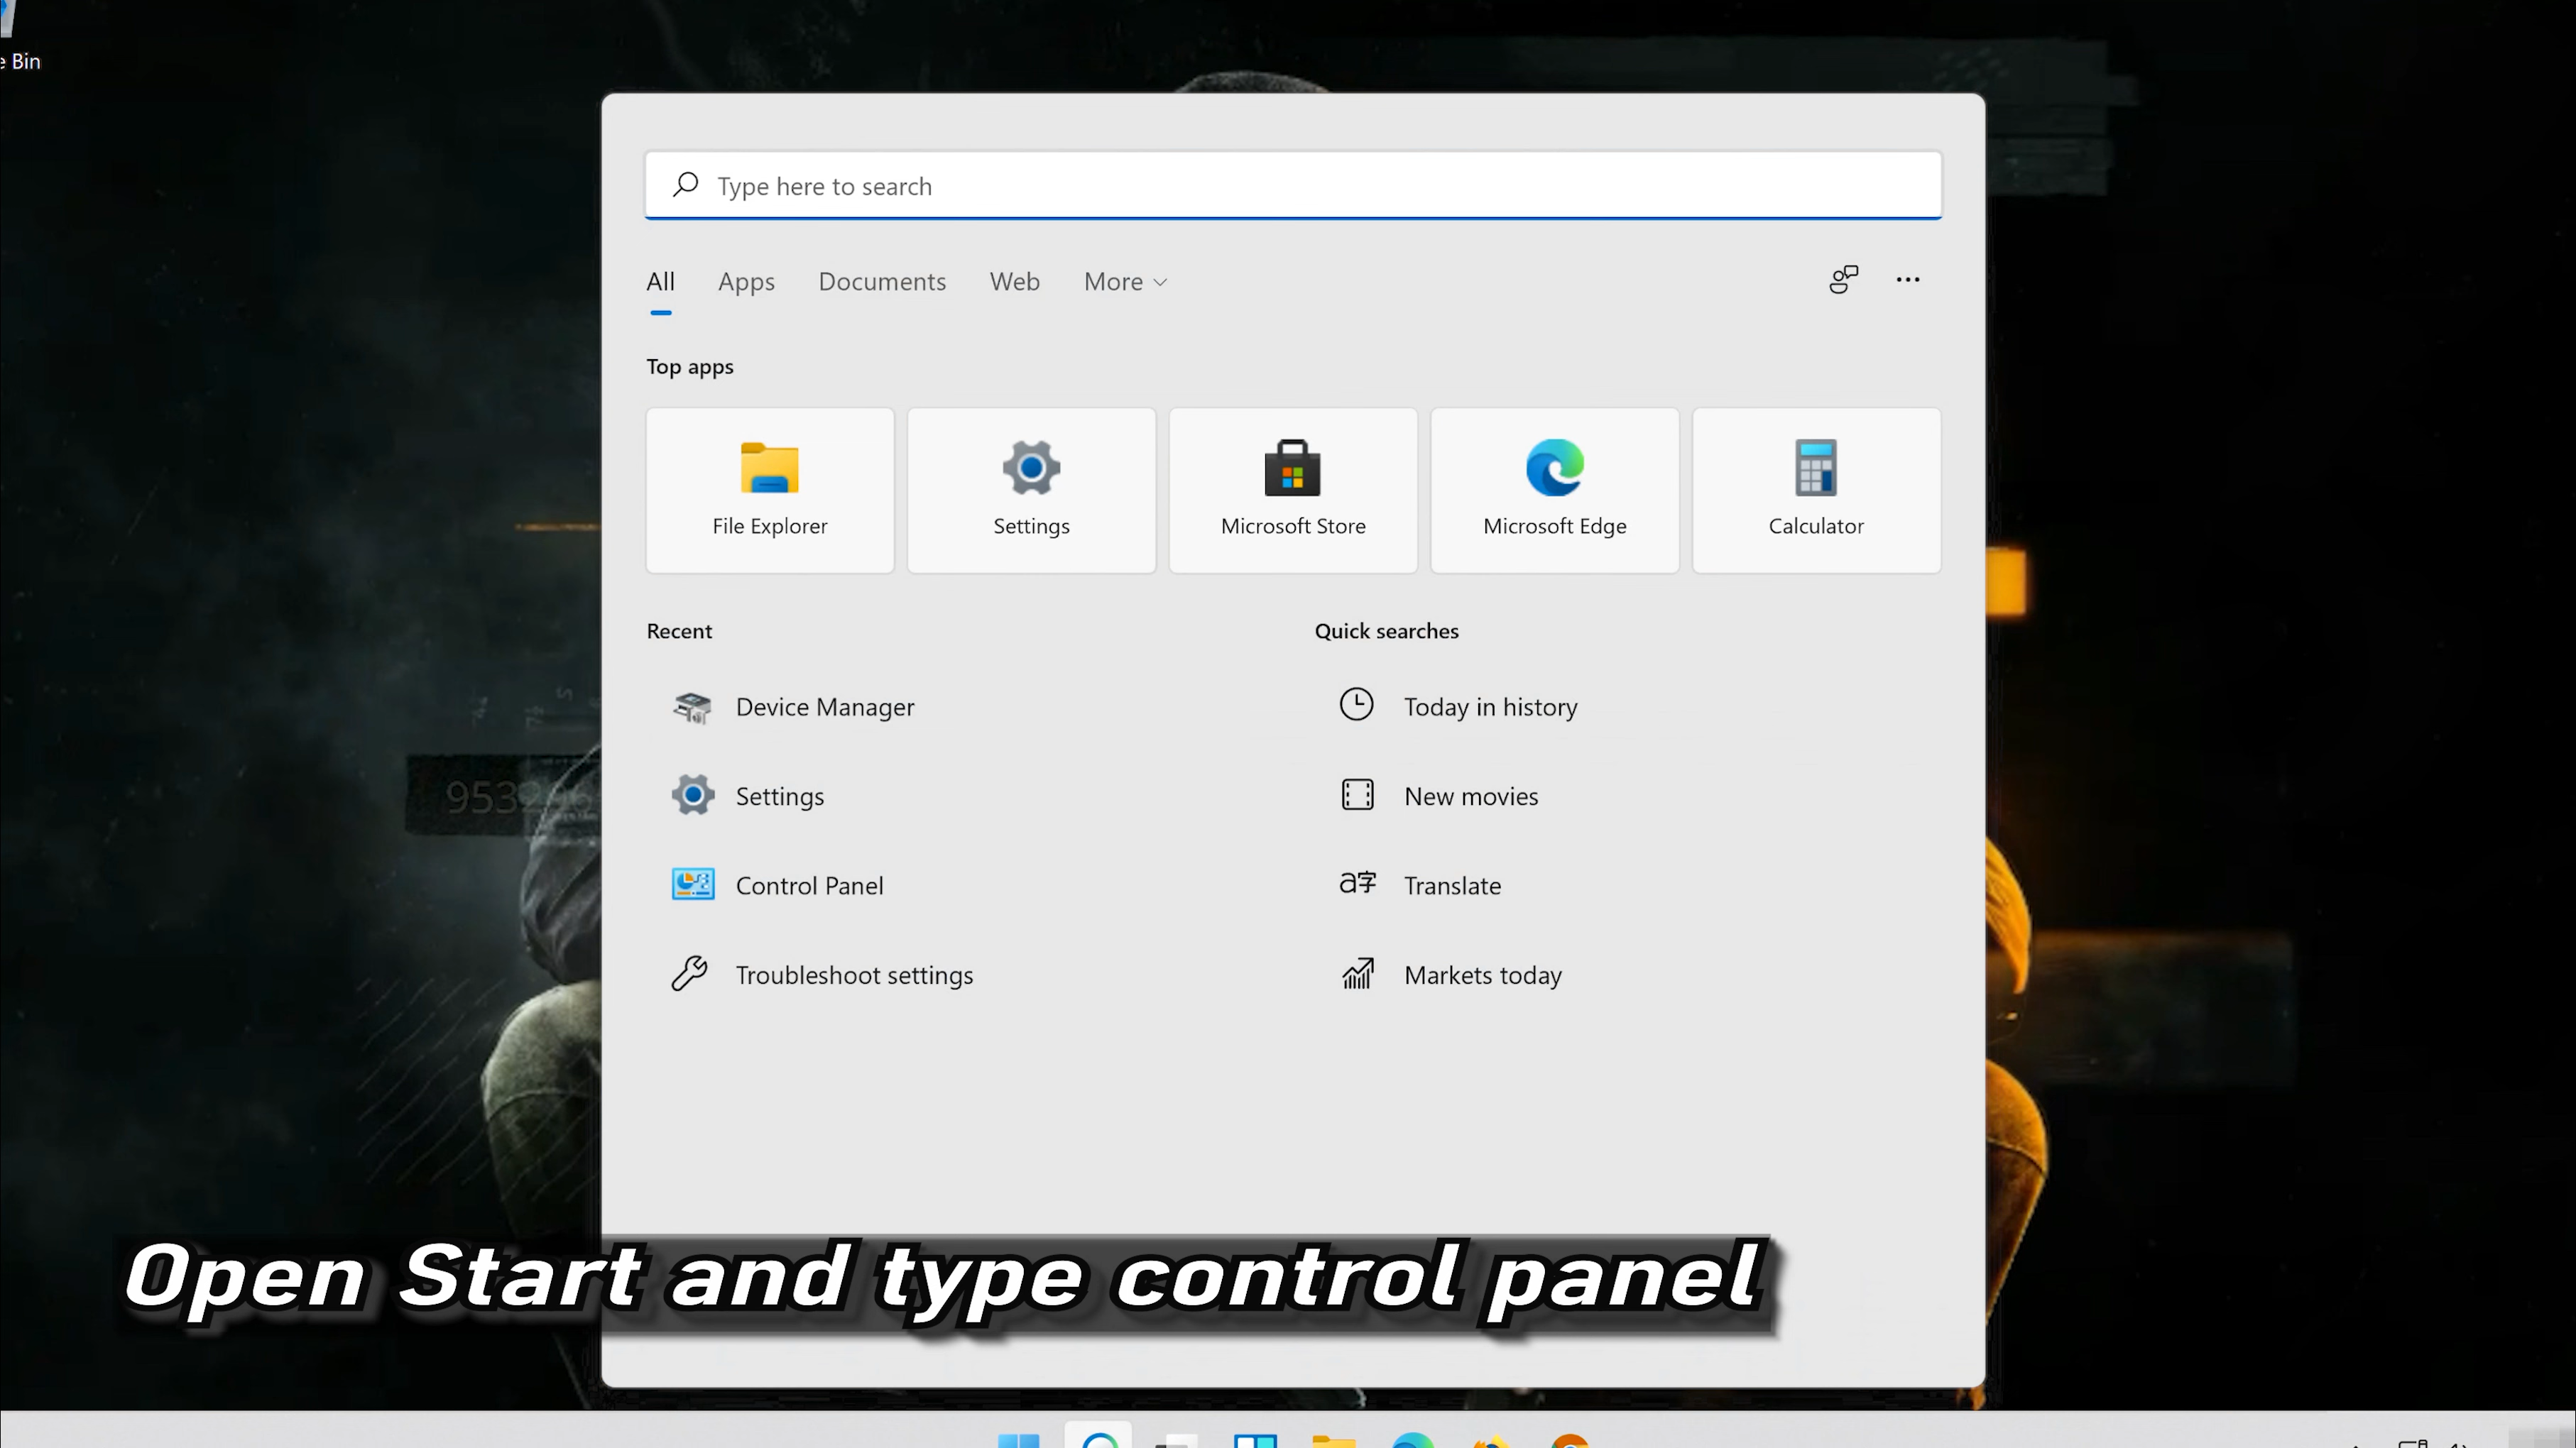 e Bin
Type here to search
All Apps Documents Web More
Top apps
File Explorer Settings Microsoft Store Microsoft Edge Calculator
Recent Quick searches
Device Manager Today in history
Settings New movies
Control Panel Translate
Troubleshoot settings Markets today
Open Start and type control panel